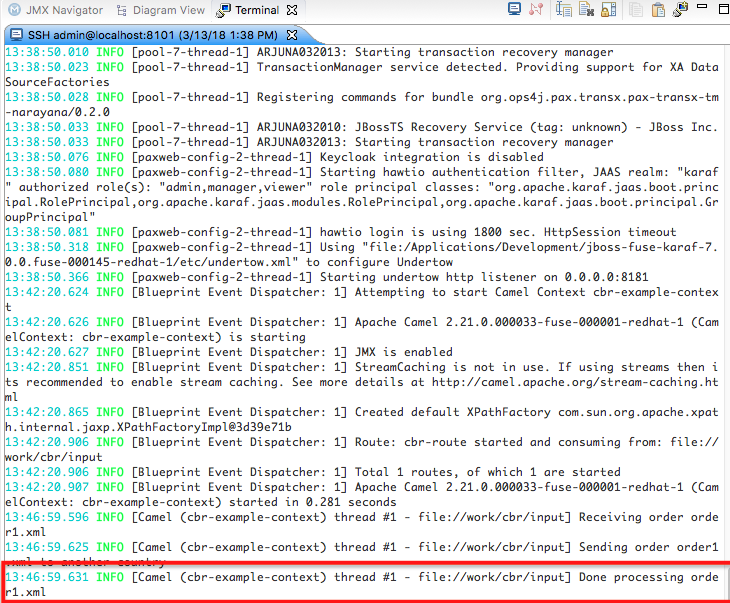 JMX Navigator Diagram View Terminal
SSH admin@localhost:8101 (3/13/18 1:38 PM)
13:38:50.010 INFO [pool-7-thread-1] ARJUNA032013: Starting transaction recovery manager
13:38:50.023 INFO [pool-7-thread-1] TransactionManager service detected. Providing support for XA Data
SourceFactories
13:38:50.028 INFO [pool-7-thread-1] Registering commands for bundle org.ops4j.pax.transx.pax-transx-tm
-narayana/0.2.0
13:38:50.033 INFO [pool-7-thread-1] ARJUNA032010: JBossTS Recovery Service (tag: unknown) - JBoss Inc.
13:38:50.033 INFO [pool-7-thread-1] ARJUNA032013: Starting transaction recovery manager
13:38:50.076 INFO [paxweb-config-2-thread-1] Keycloak integration is disabled
13:38:50.080 INFO [paxweb-config-2-thread-1] Starting hawtio authentication filter, JAAS realm: "karaf
" authorized role(s): "admin,manager,viewer" role principal classes: "org.apache.karaf.jaas.boot.princ
ipal.RolePrincipal,org.apache.karaf.jaas.modules.RolePrincipal,org.apache.karaf.jaas.boot.principal.Gr
oupPrincipal"
13:38:50.081 INFO [paxweb-config-2-thread-1] hawtio login is using 1800 sec. HttpSession timeout
13:38:50.318 INFO [paxweb-config-2-thread-1] Using "file:/Applications/Development/jboss-fuse-karaf-7.
0.0.fuse-000145-redhat-1/etc/undertow.xml" to configure Undertow
13:38:50.366 INFO [paxweb-config-2-thread-1] Starting undertow http listener on 0.0.0.0:8181
13:42:20.624 INFO [Blueprint Event Dispatcher: 1] Attempting to start Camel Context cbr-example-contex
t
13:42:20.626 INFO [Blueprint Event Dispatcher: 1] Apache Camel 2.21.0.000033-fuse-000001-redhat-1 (Cam
elContext: cbr-example-context) is starting
13:42:20.627 INFO [Blueprint Event Dispatcher: 1] JMX is enabled
13:42:20.851 INFO [Blueprint Event Dispatcher: 1] StreamCaching is not in use. If using streams then i
ts recommended to enable stream caching. See more details at http://camel.apache.org/stream-caching.ht
ml
13:42:20.865 INFO [Blueprint Event Dispatcher: 1] Created default XPathFactory com.sun.org.apache.xpat
h.internal.jaxp.XPathFactoryImpl@3d39e71b
13:42:20.906 INFO [Blueprint Event Dispatcher: 1] Route: cbr-route started and consuming from: file://
work/cbr/input
13:42:20.906 INFO [Blueprint Event Dispatcher: 1] Total 1 routes, of which 1 are started
13:42:20.907 INFO [Blueprint Event Dispatcher: 1] Apache Camel 2.21.0.000033-fuse-000001-redhat-1 (Cam
elContext: cbr-example-context) started in 0.281 seconds
13:46:59.596 INFO [Camel (cbr-example-context) thread #1 - file://work/cbr/input] Receiving order orde
r1.xml
13:46:59.625 INFO [Camel (cbr-example-context) thread #1 - file://work/cbr/input] Sending order order1
.xml to another country
13:46:59.631 INFO [Camel (cbr-example-context) thread #1 - file://work/cbr/input] Done processing orde
r1.xml